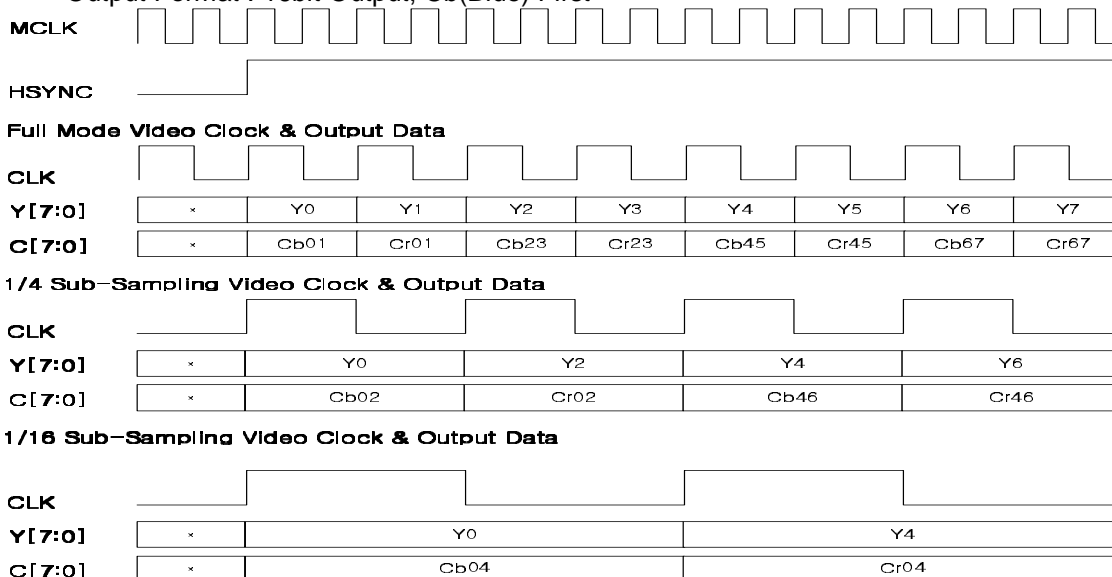 Output Format : 16bit Output, Cb(Blue) First
MCLK
HSYNC
Full Mode Video Clock & Output Data
CLK
Y[7:0] * Y0 Y1 Y2 Y3 Y4 Y5 Y6 Y7
C[7:0] * Cb01 Cr01 Cb23 Cr23 Cb45 Cr45 Cb67 Cr67
1/4 Sub-Sampling Video Clock & Output Data
CLK
Y[7:0] * Y0 Y2 Y4 Y6
C[7:0] * Cb02 Cr02 Cb46 Cr46
1/16 Sub-Sampling Video Clock & Output Data
CLK
Y[7:0] * Y0 Y4
C[7:0] * Cb04 Cr04